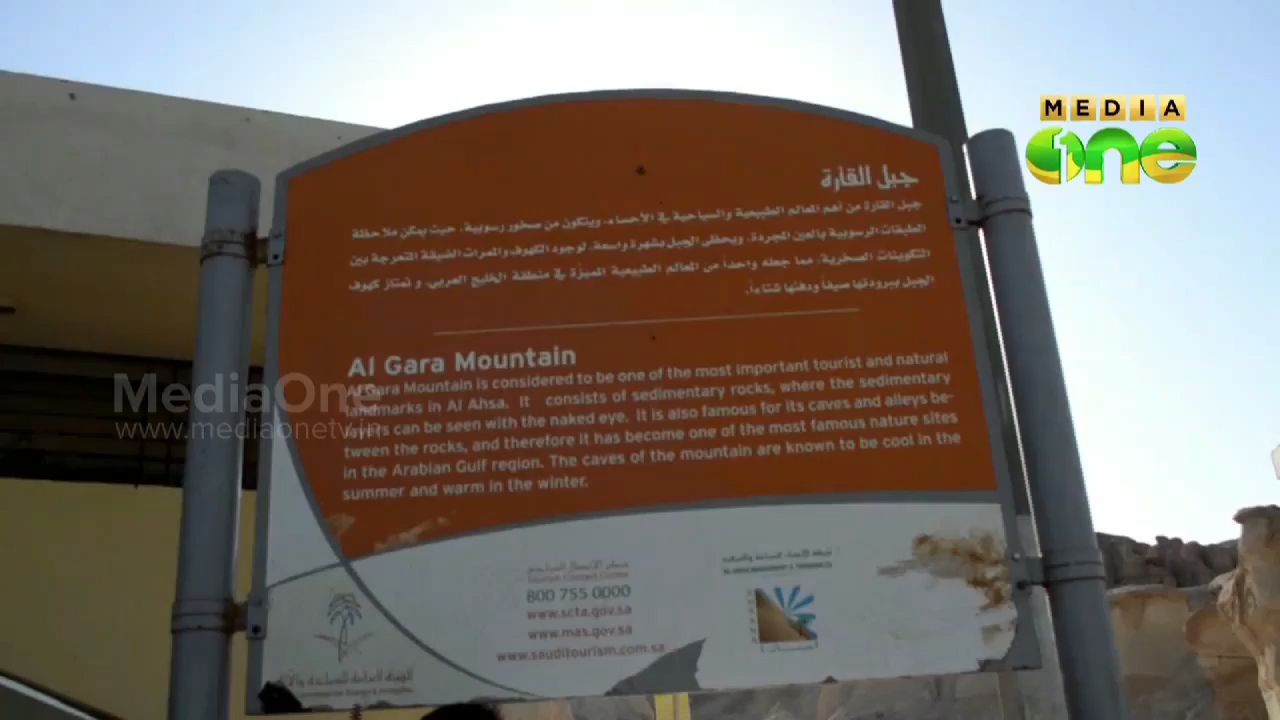 MEDIA
One
جبل القارة
جبل القارة من أهم المعالم الطبيعية والسياحية في الأحساء، ويتكون من صخور رسوبية، حيث يمكن ملاحظة
الطبقات الرسوبية بالعين المجردة. ويحظى الجبل بشهرة واسعة، لوجود الكهوف والممرات الضيقة المتعرجة بين
التكوينات الصخرية، مما جعله واحداً من المعالم الطبيعية المميزة في منطقة الخليج العربي، و تمتاز كهوف
الجبل ببرودتها صيفاً ودفئها شتاءاً.
Al Gara Mountain
Al Gara Mountain is considered to be one of the most important tourist and natural
landmarks in Al Ahsa. It consists of sedimentary rocks, where the sedimentary
layers can be seen with the naked eye. It is also famous for its caves and alleys be-
tween the rocks, and therefore it has become one of the most famous nature sites
in the Arabian Gulf region. The caves of the mountain are known to be cool in the
summer and warm in the winter.
MediaOne
www.mediaonetv.in
800 755 0000
www.scta.gov.sa
www.mas.gov.sa
www.sauditourism.com.sa
الهيئة العامة للسياحة